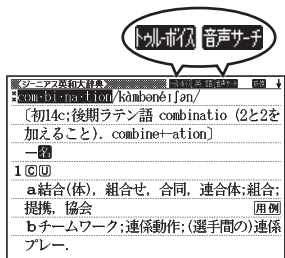 トゥルーボイス 音声サーチ
ジーニアス英和大辞典
com·bi·na·tion/kàmbənéɪʃən/
〔初14c;後期ラテン語 combinatio (2と2を
加えること). combine+-ation〕
—名
1 C U
a 結合(体), 組合せ, 合同, 連合体;組合;
提携, 協会 用例
b チームワーク;連係動作;(選手間の)連係
プレー.